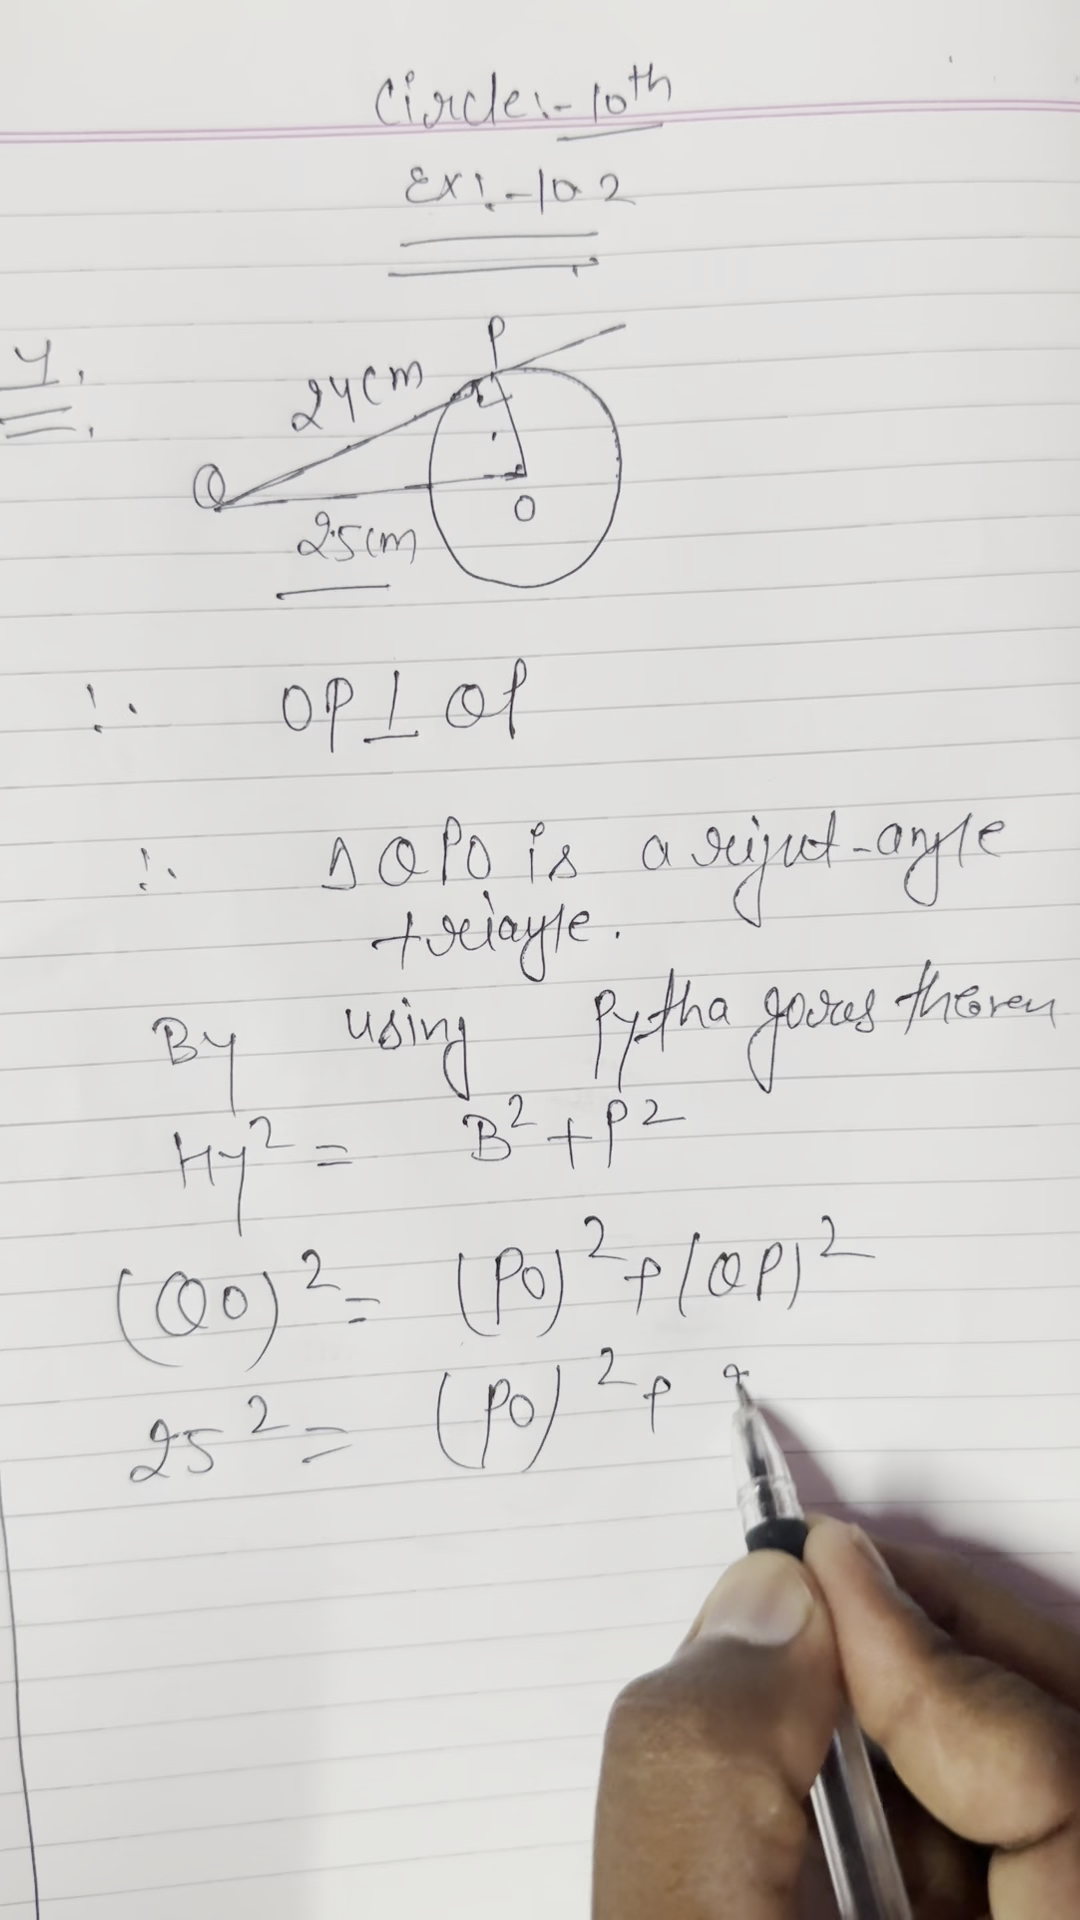 Circle:- 10th
Ex:- 10.2
1.
P
24cm
Q
O
25cm
∴ OP ⊥ QP
∴ Δ QPO is a right-angle
triangle.
By using Pythagoras theorem
Hy² = B² + P²
(QO)² = (PO)² + (QP)²
25² = (PO)² +